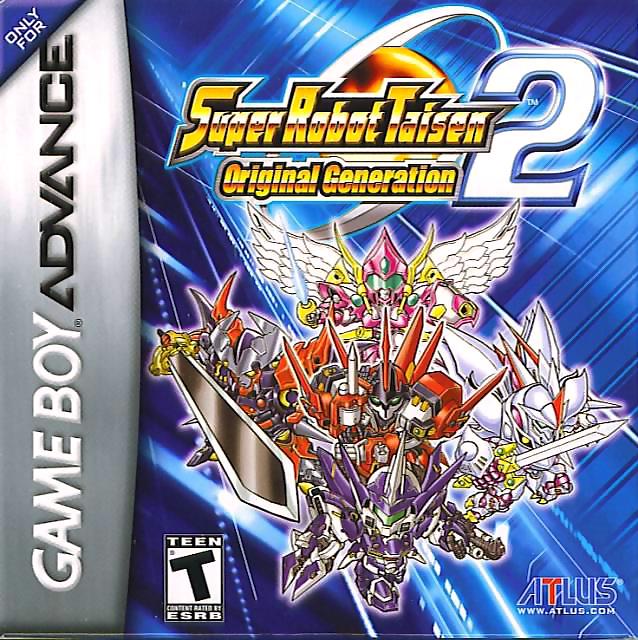 ONLY
FOR
GAME BOY ADVANCE
®
Super Robot Taisen 2
™
Original Generation
TEEN
T
CONTENT RATED BY
ESRB
ATLUS®
WWW.ATLUS.COM